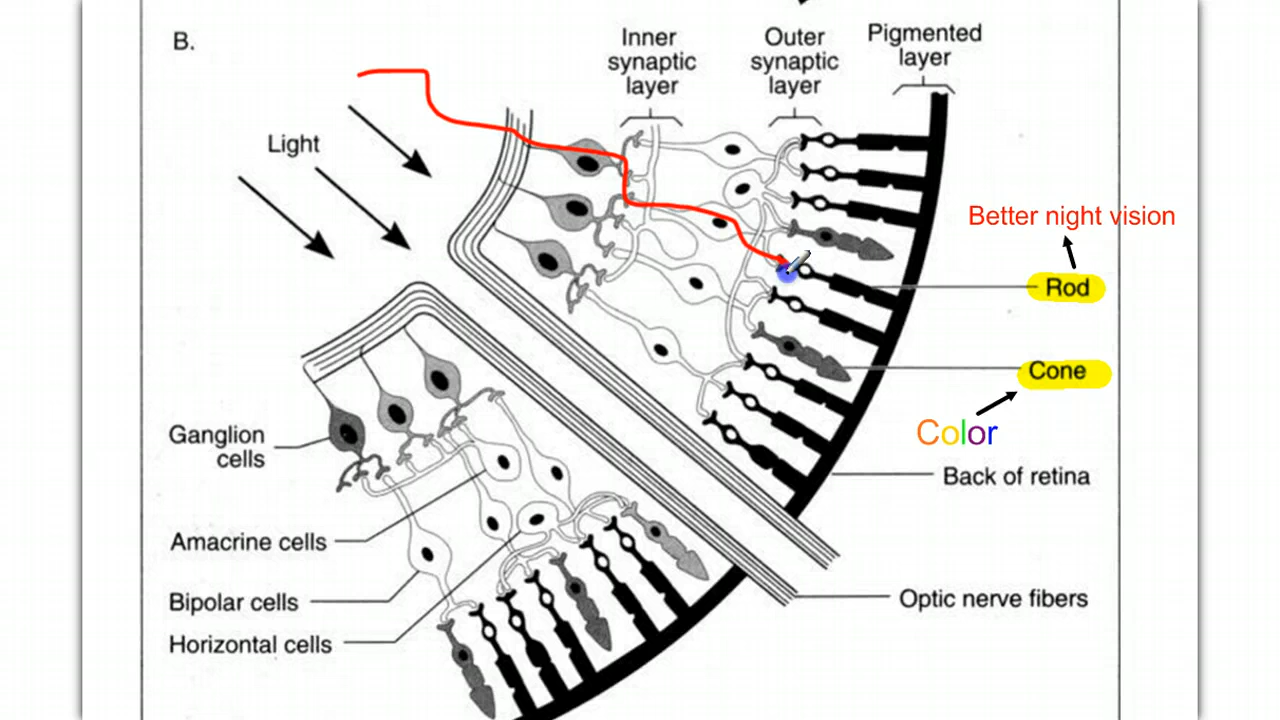 B.
Inner
synaptic
layer
Outer
synaptic
layer
Pigmented
layer
Light
Better night vision
Rod
Cone
Color
Ganglion
cells
Back of retina
Amacrine cells
Bipolar cells
Optic nerve fibers
Horizontal cells